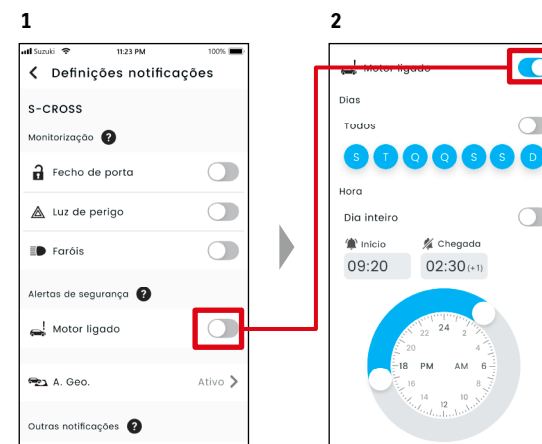 1
Suzuki 11:23 PM 100%
Definições notificações
S-CROSS
Monitorização ?
Fecho de porta
Luz de perigo
Faróis
Alertas de segurança ?
Motor ligado
A. Geo. Ativo
Outras notificações ?
2
Motor ligado
Dias
Todos
S T Q Q S S D
Hora
Dia inteiro
Início Chegada
09:20 02:30 (+1)
22 24 2
20
18 PM AM 6
16 8
14 12 10